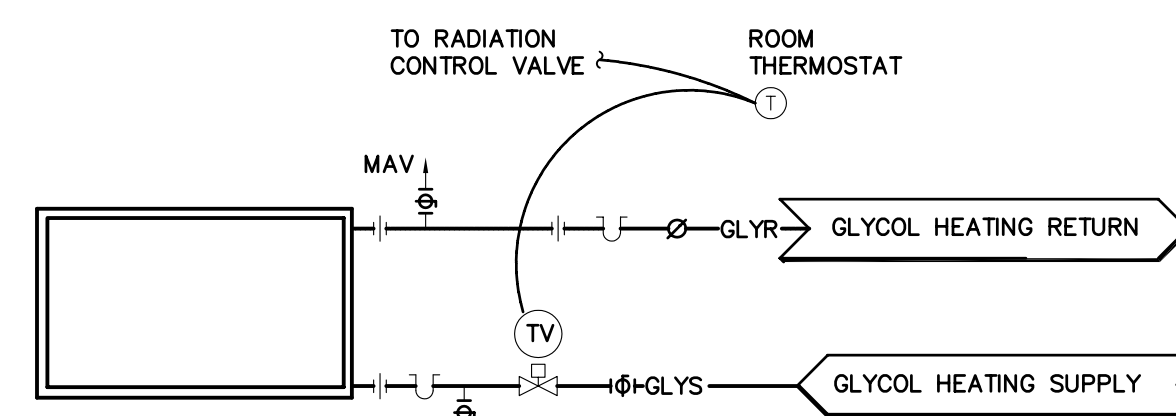 TO RADIATION
CONTROL VALVE
ROOM
THERMOSTAT
T
MAV
GLYR
GLYCOL HEATING RETURN
TV
GLYS
GLYCOL HEATING SUPPLY